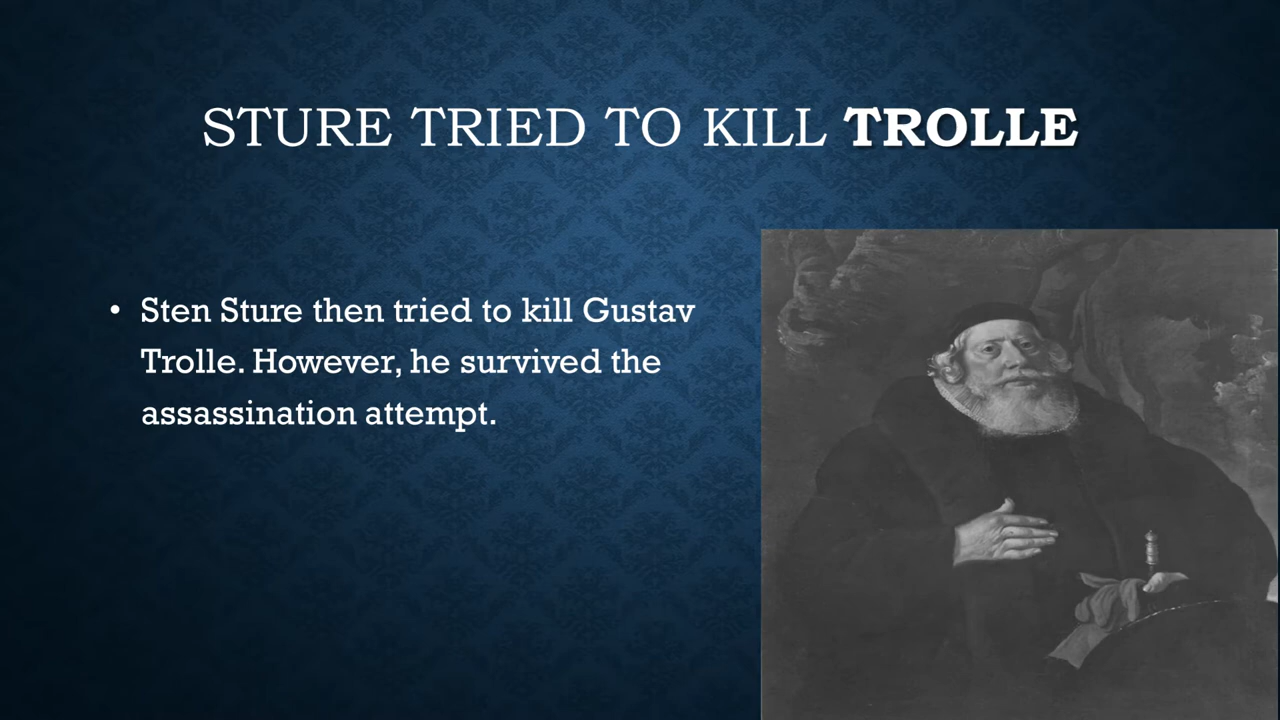 STURE TRIED TO KILL TROLLE
• Sten Sture then tried to kill Gustav
Trolle. However, he survived the
assassination attempt.